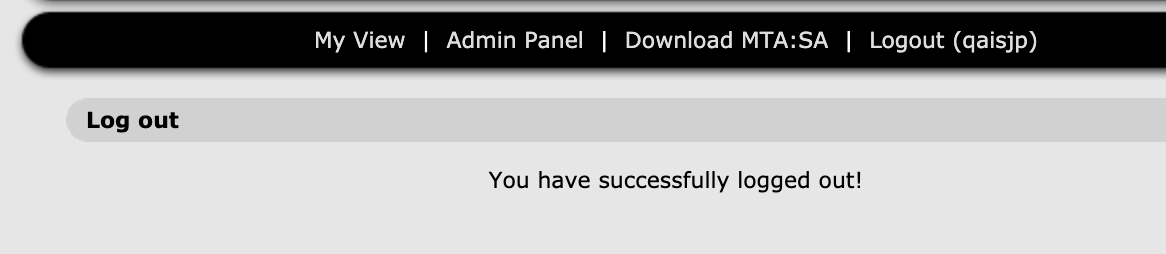 My View | Admin Panel | Download MTA:SA | Logout (qaisjp)
Log out
You have successfully logged out!